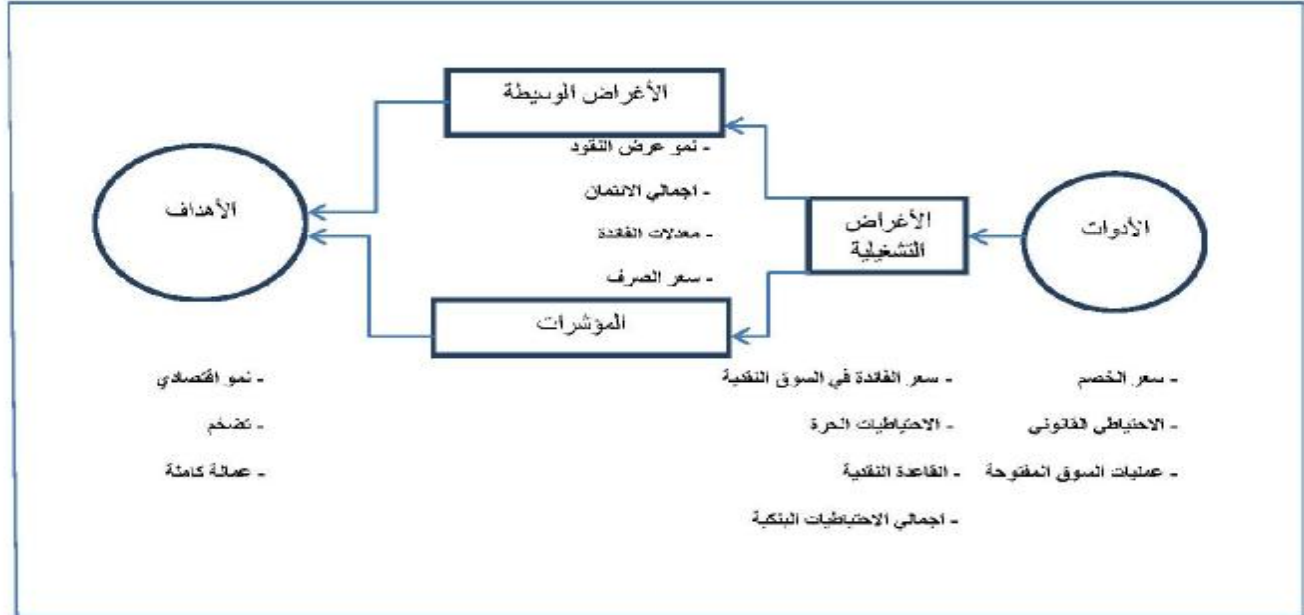 الأغراض الوسيطة
- نمو عرض النقود
- اجمالي الائتمان
- معدلات الفائدة
- سعر الصرف
الأدوات
الأغراض
التشغيلية
الأهداف
المؤشرات
- سعر الخصم
- الاحتياطي القانوني
- عمليات السوق المفتوحة
- سعر الفائدة في السوق النقدية
- الاحتياطيات الحرة
- القاعدة النقدية
- اجمالي الاحتياطيات البنكية
- نمو اقتصادي
- تضخم
- عمالة كاملة